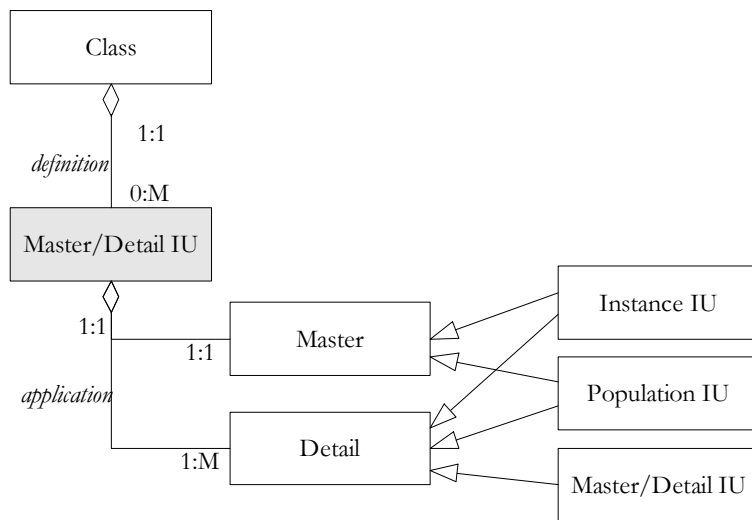 Class
1:1
definition
0:M
Master/Detail IU
1:1
1:1
Master
Instance IU
application
Population IU
1:M
Detail
Master/Detail IU